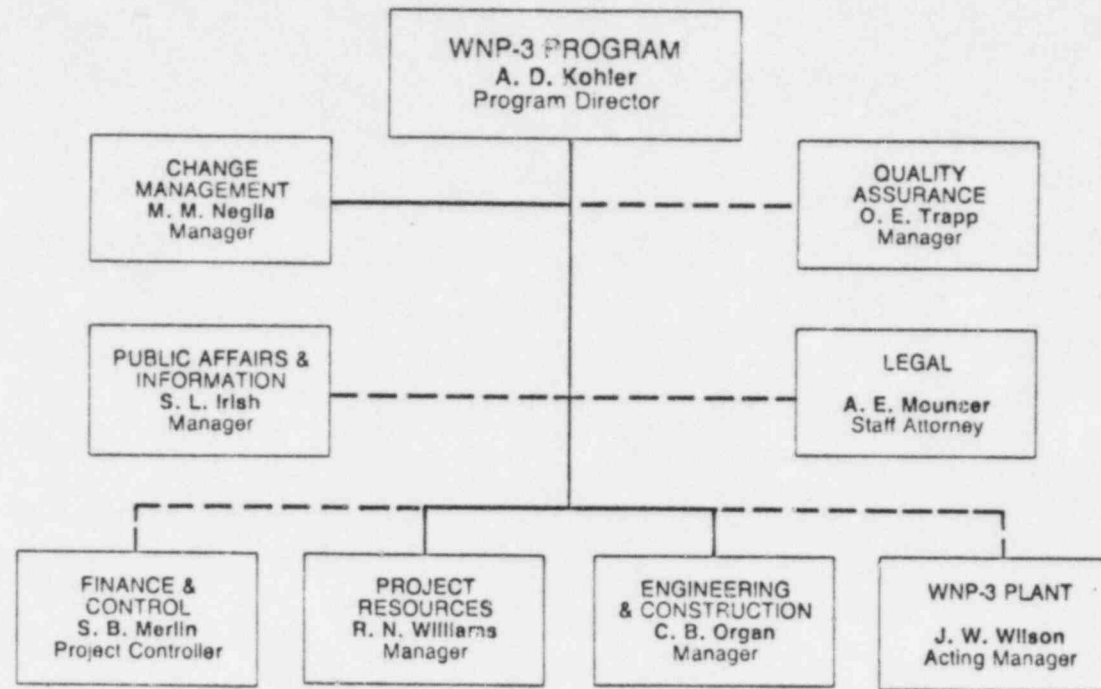 WNP-3 PROGRAM
A. D. Kohler
Program Director
CHANGE
MANAGEMENT
M. M. Neglia
Manager
QUALITY
ASSURANCE
O. E. Trapp
Manager
PUBLIC AFFAIRS &
INFORMATION
S. L. Irish
Manager
LEGAL
A. E. Mouncer
Staff Attorney
FINANCE &
CONTROL
S. B. Merlin
Project Controller
PROJECT
RESOURCES
R. N. Williams
Manager
ENGINEERING
& CONSTRUCTION
C. B. Organ
Manager
WNP-3 PLANT
J. W. Wilson
Acting Manager